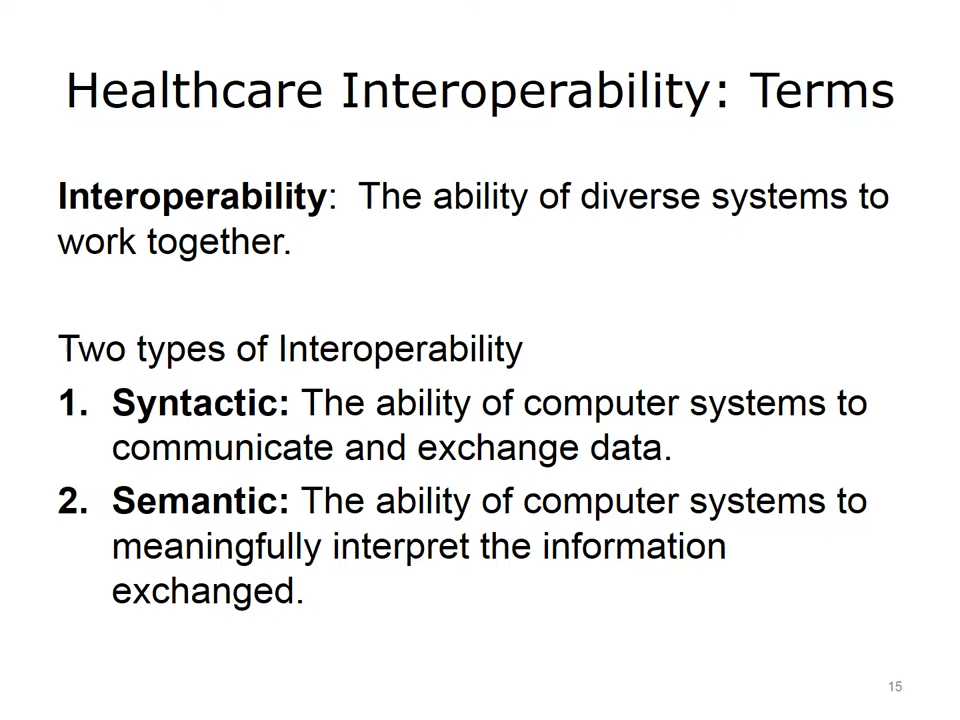 Healthcare Interoperability: Terms
Interoperability:  The ability of diverse systems to
work together.
Two types of Interoperability
1. Syntactic: The ability of computer systems to
communicate and exchange data.
2. Semantic: The ability of computer systems to
meaningfully interpret the information
exchanged.
15